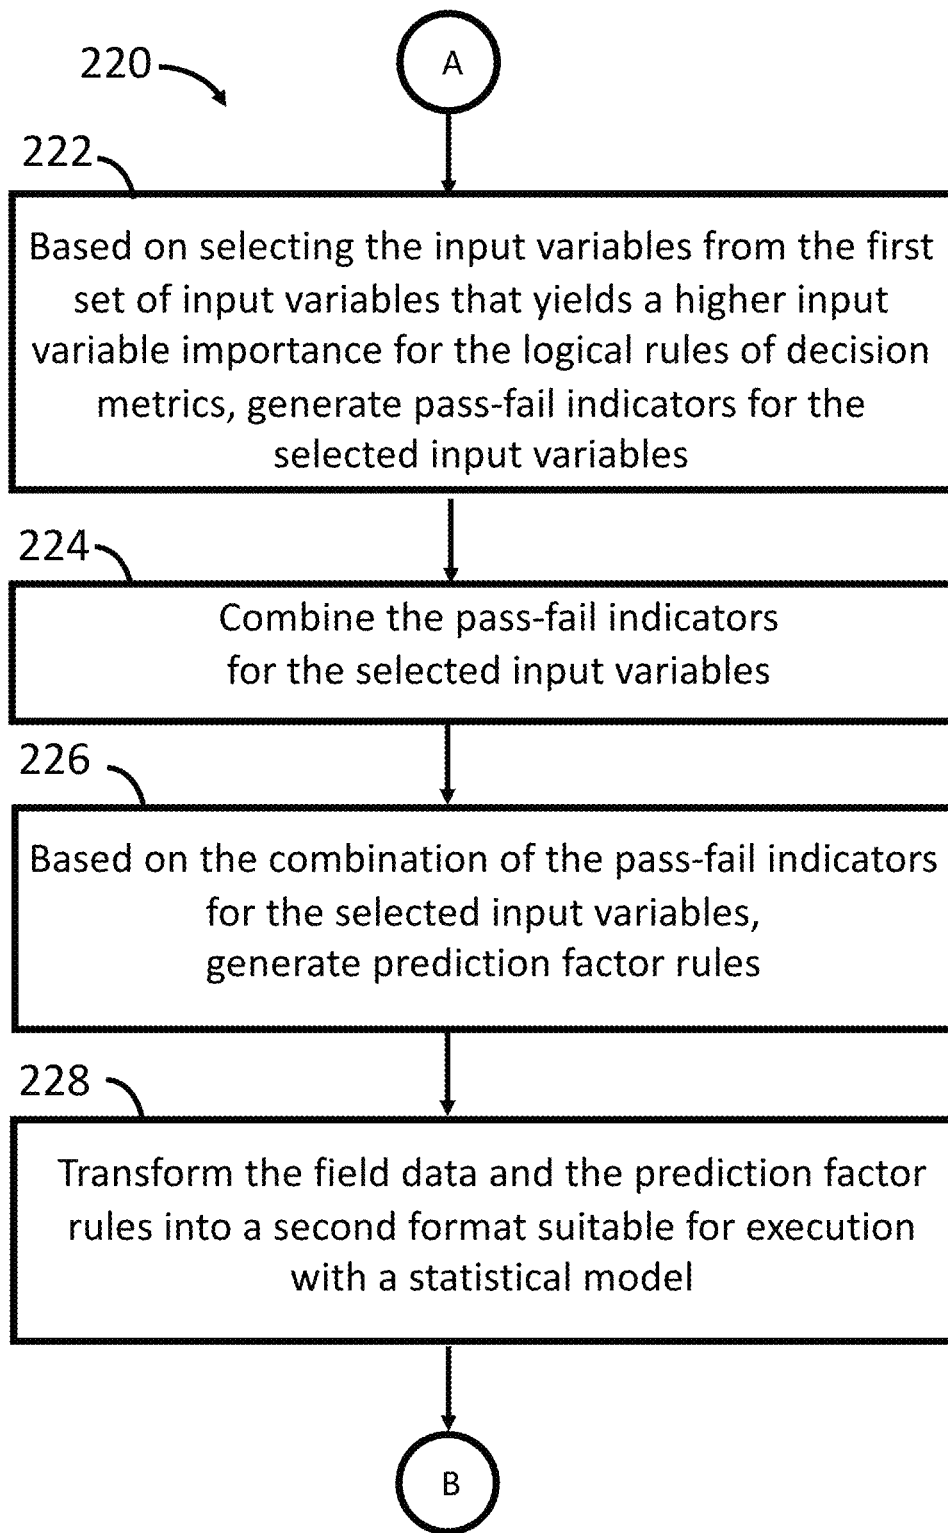 A
220
222
Based on selecting the input variables from the first
set of input variables that yields a higher input
variable importance for the logical rules of decision
metrics, generate pass-fail indicators for the
selected input variables
224
Combine the pass-fail indicators
for the selected input variables
226
Based on the combination of the pass-fail indicators
for the selected input variables,
generate prediction factor rules
228
Transform the field data and the prediction factor
rules into a second format suitable for execution
with a statistical model
B